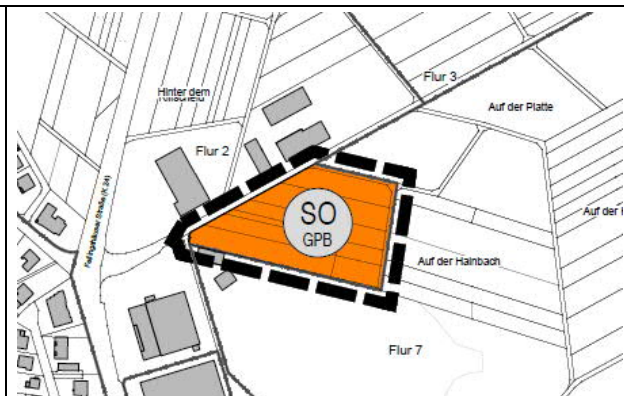 Flur 3
Hinter dem
Auf der Platte
Flur 2
SO
GPB
Auf der H
Auf der Hainbach
Flur 7